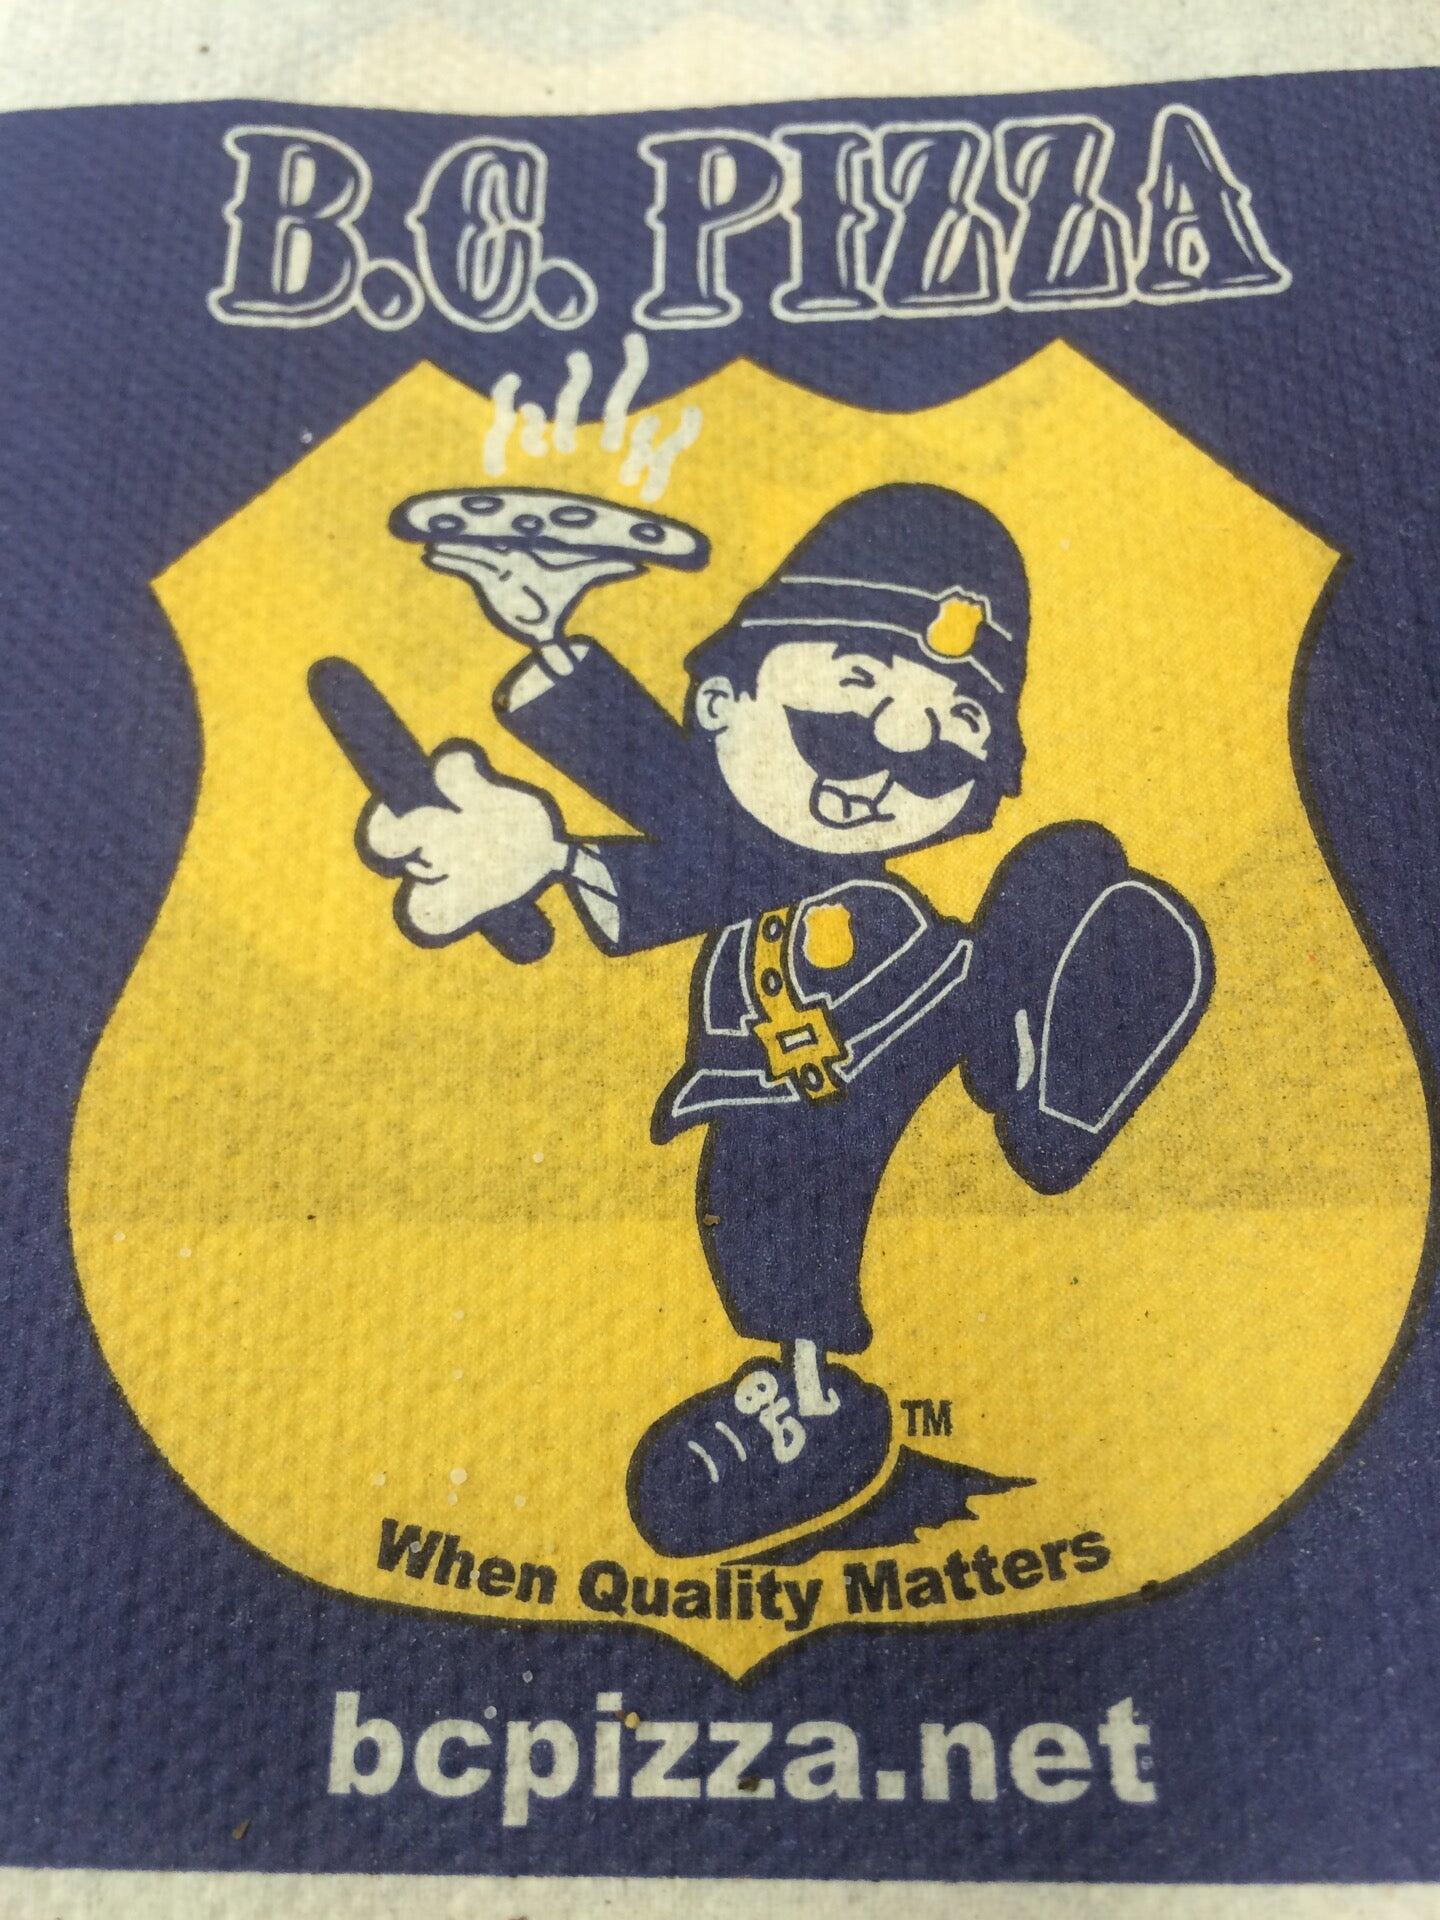 B.C. PIZZA
TM
When Quality Matters
bcpizza.net